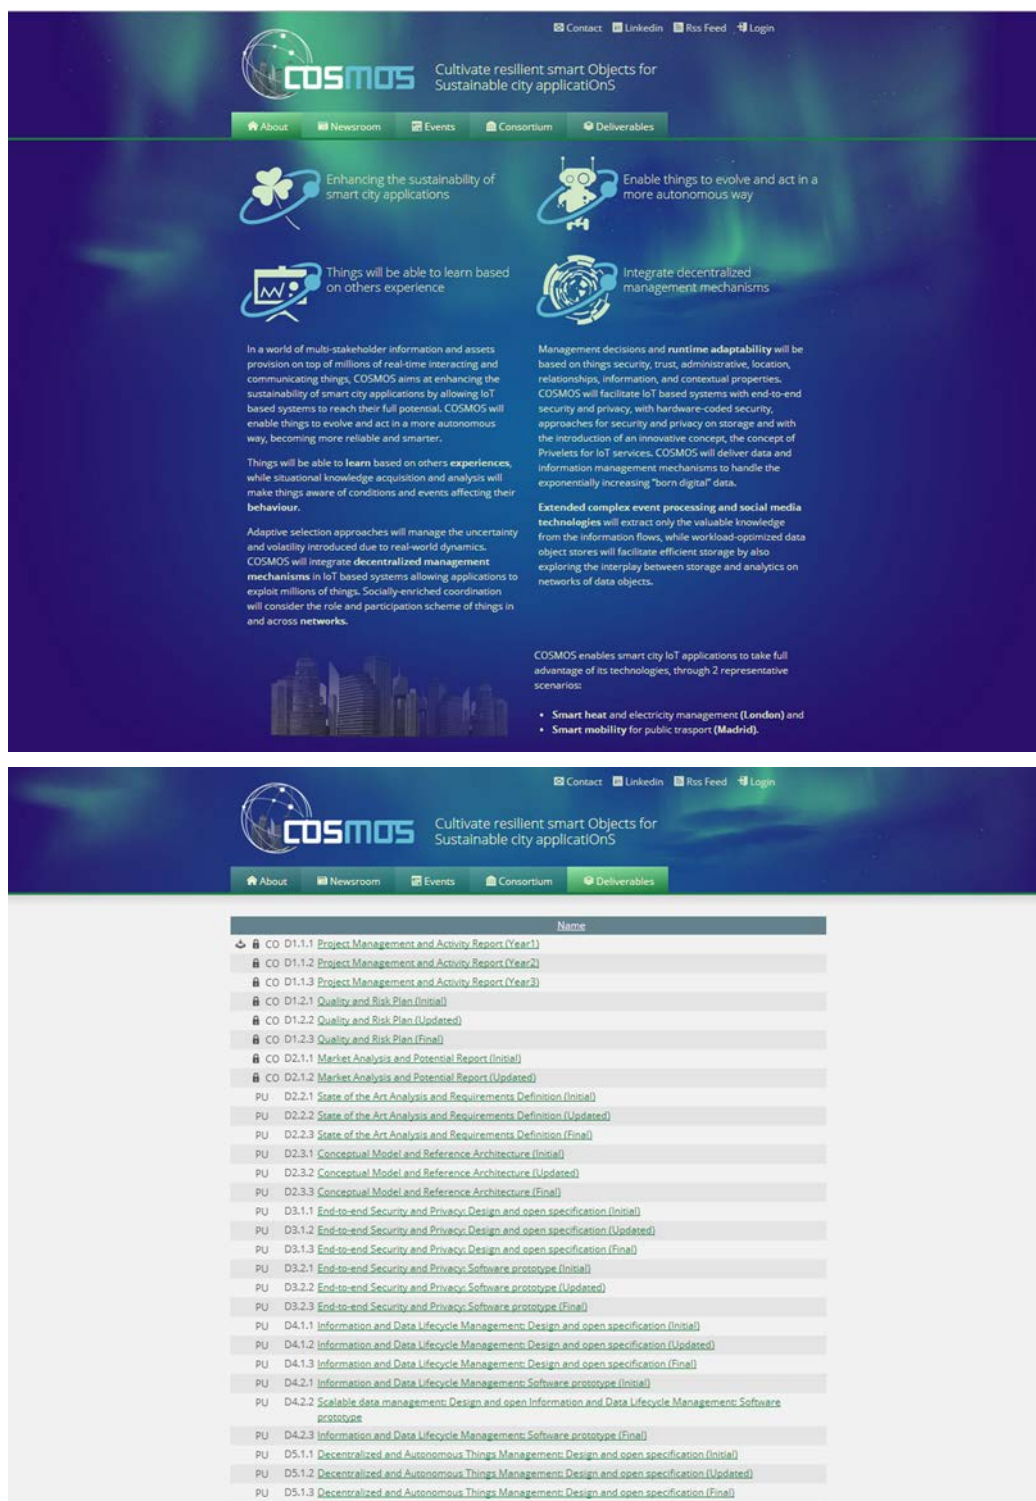 Contact Linkedin Rss Feed Login
COSMOS
Cultivate resilient smart Objects for
Sustainable city applicatiOnS
About Newsroom Events Consortium Deliverables
Enhancing the sustainability of
smart city applications
Enable things to evolve and act in a
more autonomous way
Things will be able to learn based
on others experience
Integrate decentralized
management mechanisms
In a world of multi-stakeholder information and assets
provision on top of millions of real-time interacting and
communicating things, COSMOS aims at enhancing the
sustainability of smart city applications by allowing IoT
based systems to reach their full potential. COSMOS will
enable things to evolve and act in a more autonomous
way, becoming more reliable and smarter.
Things will be able to learn based on others experiences,
while situational knowledge acquisition and analysis will
make things aware of conditions and events affecting their
behaviour.
Adaptive selection approaches will manage the uncertainty
and volatility introduced due to real-world dynamics.
COSMOS will integrate decentralized management
mechanisms in IoT based systems allowing applications to
exploit millions of things. Socially-enriched coordination
will consider the role and participation scheme of things in
and across networks.
Management decisions and runtime adaptability will be
based on things security, trust, administrative, location,
relationships, information, and contextual properties.
COSMOS will facilitate IoT based systems with end-to-end
security and privacy, with hardware-coded security,
approaches for security and privacy on storage and with
the introduction of an innovative concept, the concept of
Privelets for IoT services. COSMOS will deliver data and
information management mechanisms to handle the
exponentially increasing "born digital" data.
Extended complex event processing and social media
technologies will extract only the valuable knowledge
from the information flows, while workload-optimized data
object stores will facilitate efficient storage by also
exploring the interplay between storage and analytics on
networks of data objects.
COSMOS enables smart city IoT applications to take full
advantage of its technologies, through 2 representative
scenarios:
• Smart heat and electricity management (London) and
• Smart mobility for public trasport (Madrid).
Contact Linkedin Rss Feed Login
COSMOS
Cultivate resilient smart Objects for
Sustainable city applicatiOnS
About Newsroom Events Consortium Deliverables
Name
CO D1.1.1 Project Management and Activity Report (Year1)
CO D1.1.2 Project Management and Activity Report (Year2)
CO D1.1.3 Project Management and Activity Report (Year3)
CO D1.2.1 Quality and Risk Plan (Initial)
CO D1.2.2 Quality and Risk Plan (Updated)
CO D1.2.3 Quality and Risk Plan (Final)
CO D2.1.1 Market Analysis and Potential Report (Initial)
CO D2.1.2 Market Analysis and Potential Report (Updated)
PU D2.2.1 State of the Art Analysis and Requirements Definition (Initial)
PU D2.2.2 State of the Art Analysis and Requirements Definition (Updated)
PU D2.2.3 State of the Art Analysis and Requirements Definition (Final)
PU D2.3.1 Conceptual Model and Reference Architecture (Initial)
PU D2.3.2 Conceptual Model and Reference Architecture (Updated)
PU D2.3.3 Conceptual Model and Reference Architecture (Final)
PU D3.1.1 End-to-end Security and Privacy: Design and open specification (Initial)
PU D3.1.2 End-to-end Security and Privacy: Design and open specification (Updated)
PU D3.1.3 End-to-end Security and Privacy: Design and open specification (Final)
PU D3.2.1 End-to-end Security and Privacy: Software prototype (Initial)
PU D3.2.2 End-to-end Security and Privacy: Software prototype (Updated)
PU D3.2.3 End-to-end Security and Privacy: Software prototype (Final)
PU D4.1.1 Information and Data Lifecycle Management: Design and open specification (Initial)
PU D4.1.2 Information and Data Lifecycle Management: Design and open specification (Updated)
PU D4.1.3 Information and Data Lifecycle Management: Design and open specification (Final)
PU D4.2.1 Information and Data Lifecycle Management: Software prototype (Initial)
PU D4.2.2 Scalable data management: Design and open Information and Data Lifecycle Management: Software
prototype
PU D4.2.3 Information and Data Lifecycle Management: Software prototype (Final)
PU D5.1.1 Decentralized and Autonomous Things Management: Design and open specification (Initial)
PU D5.1.2 Decentralized and Autonomous Things Management: Design and open specification (Updated)
PU D5.1.3 Decentralized and Autonomous Things Management: Design and open specification (Final)